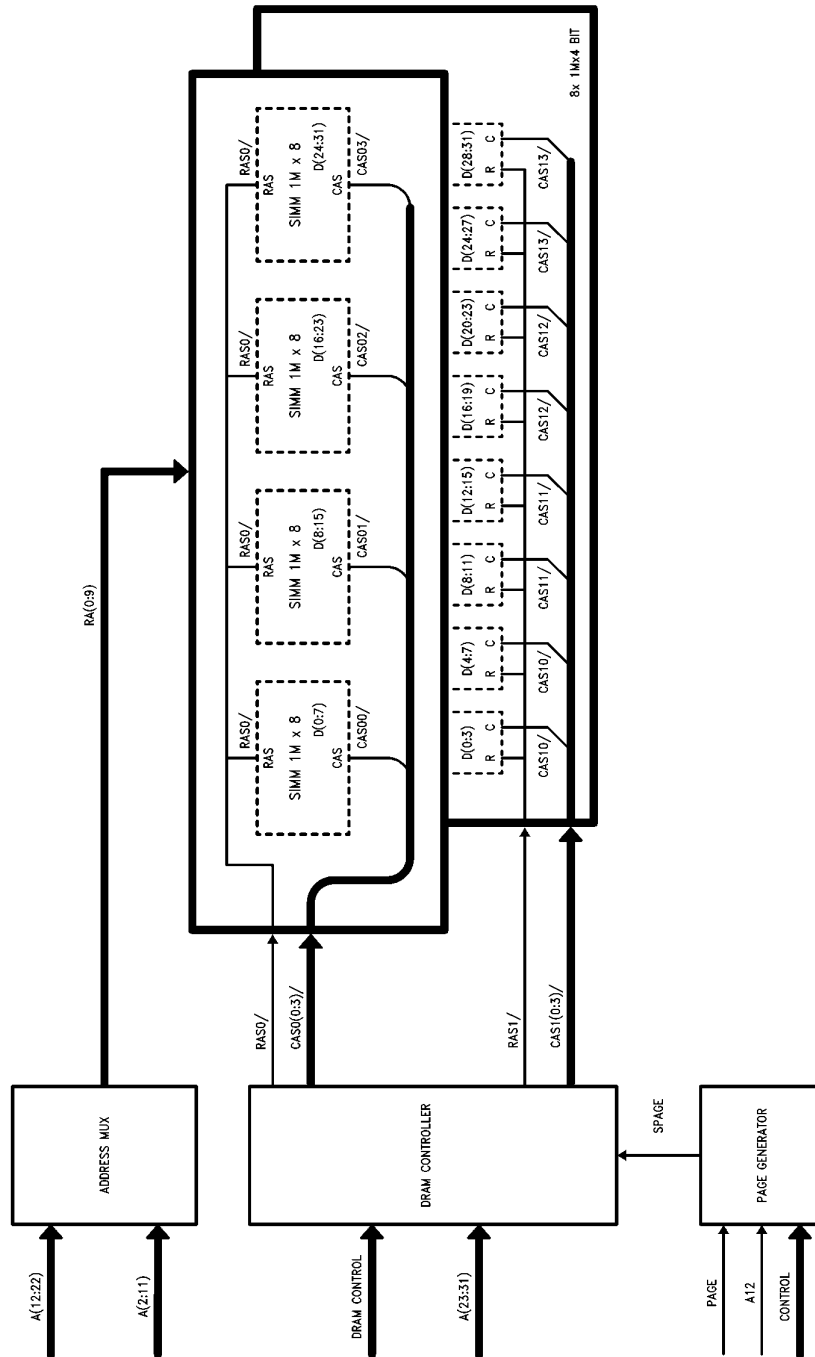 A(12:22)
A(2:11)
ADDRESS MUX
RA(0:9)
DRAM CONTROL
A(23:31)
DRAM CONTROLLER
RAS0/
CAS0(0:3)/
RAS1/
CAS1(0:3)/
PAGE
A12
CONTROL
PAGE GENERATOR
SPAGE
RAS0/
RAS
SIMM 1M x 8
D(0:7)
CAS
CAS00/
RAS0/
RAS
SIMM 1M x 8
D(8:15)
CAS
CAS01/
RAS0/
RAS
SIMM 1M x 8
D(16:23)
CAS
CAS02/
RAS0/
RAS
SIMM 1M x 8
D(24:31)
CAS
CAS03/
D(0:3)
R C
CAS10/
D(4:7)
R C
CAS10/
D(8:11)
R C
CAS11/
D(12:15)
R C
CAS11/
D(16:19)
R C
CAS12/
D(20:23)
R C
CAS12/
D(24:27)
R C
CAS13/
D(28:31)
R C
CAS13/
8x 1Mx4 BIT